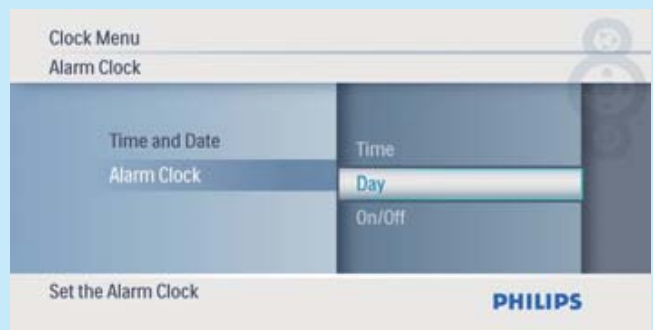 Clock Menu
Alarm Clock
Time and Date
Alarm Clock
Time
Day
On/Off
Set the Alarm Clock
PHILIPS